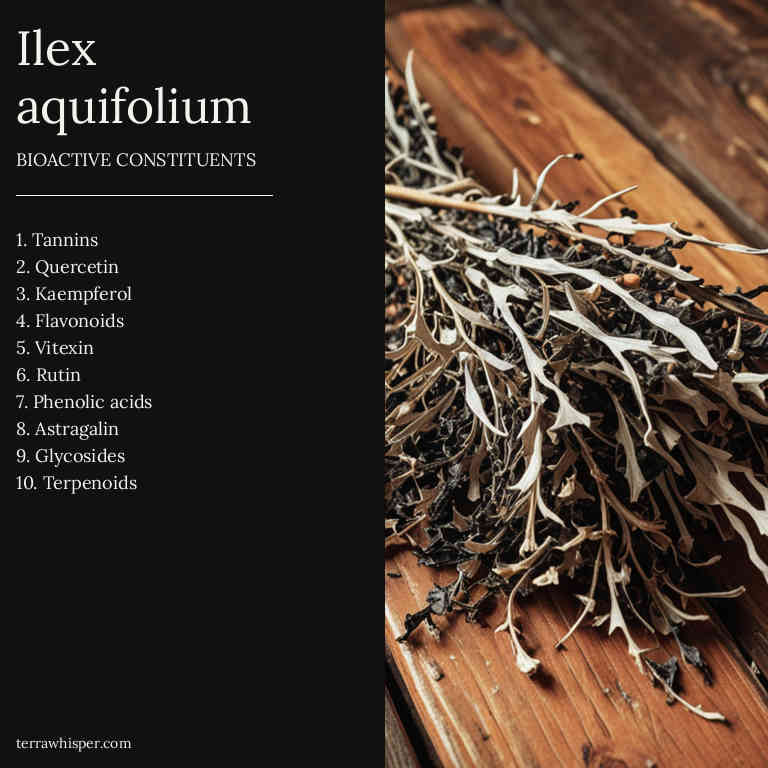 Ilex
aquifolium
BIOACTIVE CONSTITUENTS
1. Tannins
2. Quercetin
3. Kaempferol
4. Flavonoids
5. Vitexin
6. Rutin
7. Phenolic acids
8. Astragalin
9. Glycosides
10. Terpenoids
terrawhisper.com